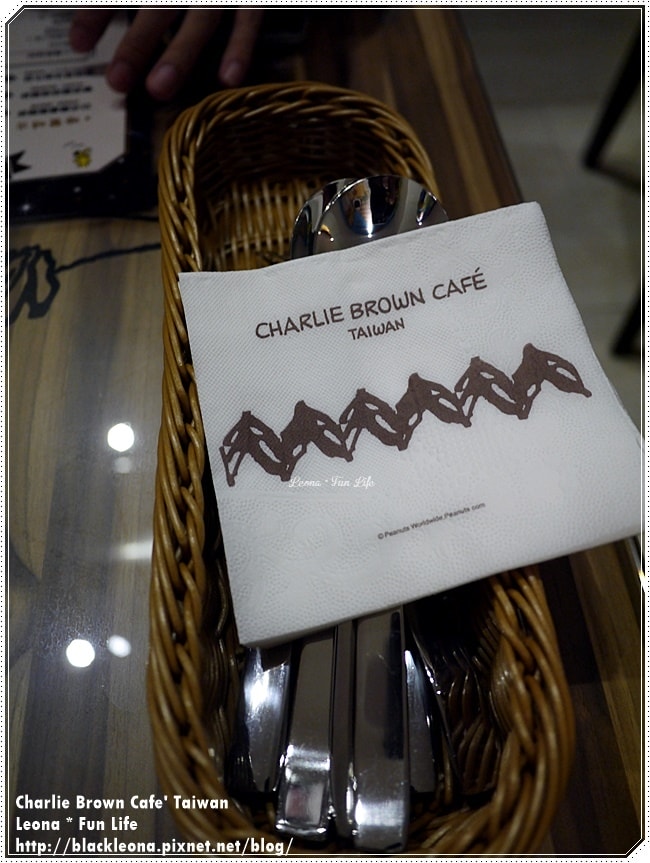 CHARLIE BROWN CAFÉ
TAIWAN
Leona * Fun Life
©Peanuts Worldwide.Peanuts.com
Charlie Brown Cafe' Taiwan
Leona * Fun Life
http://blackleona.pixnet.net/blog/